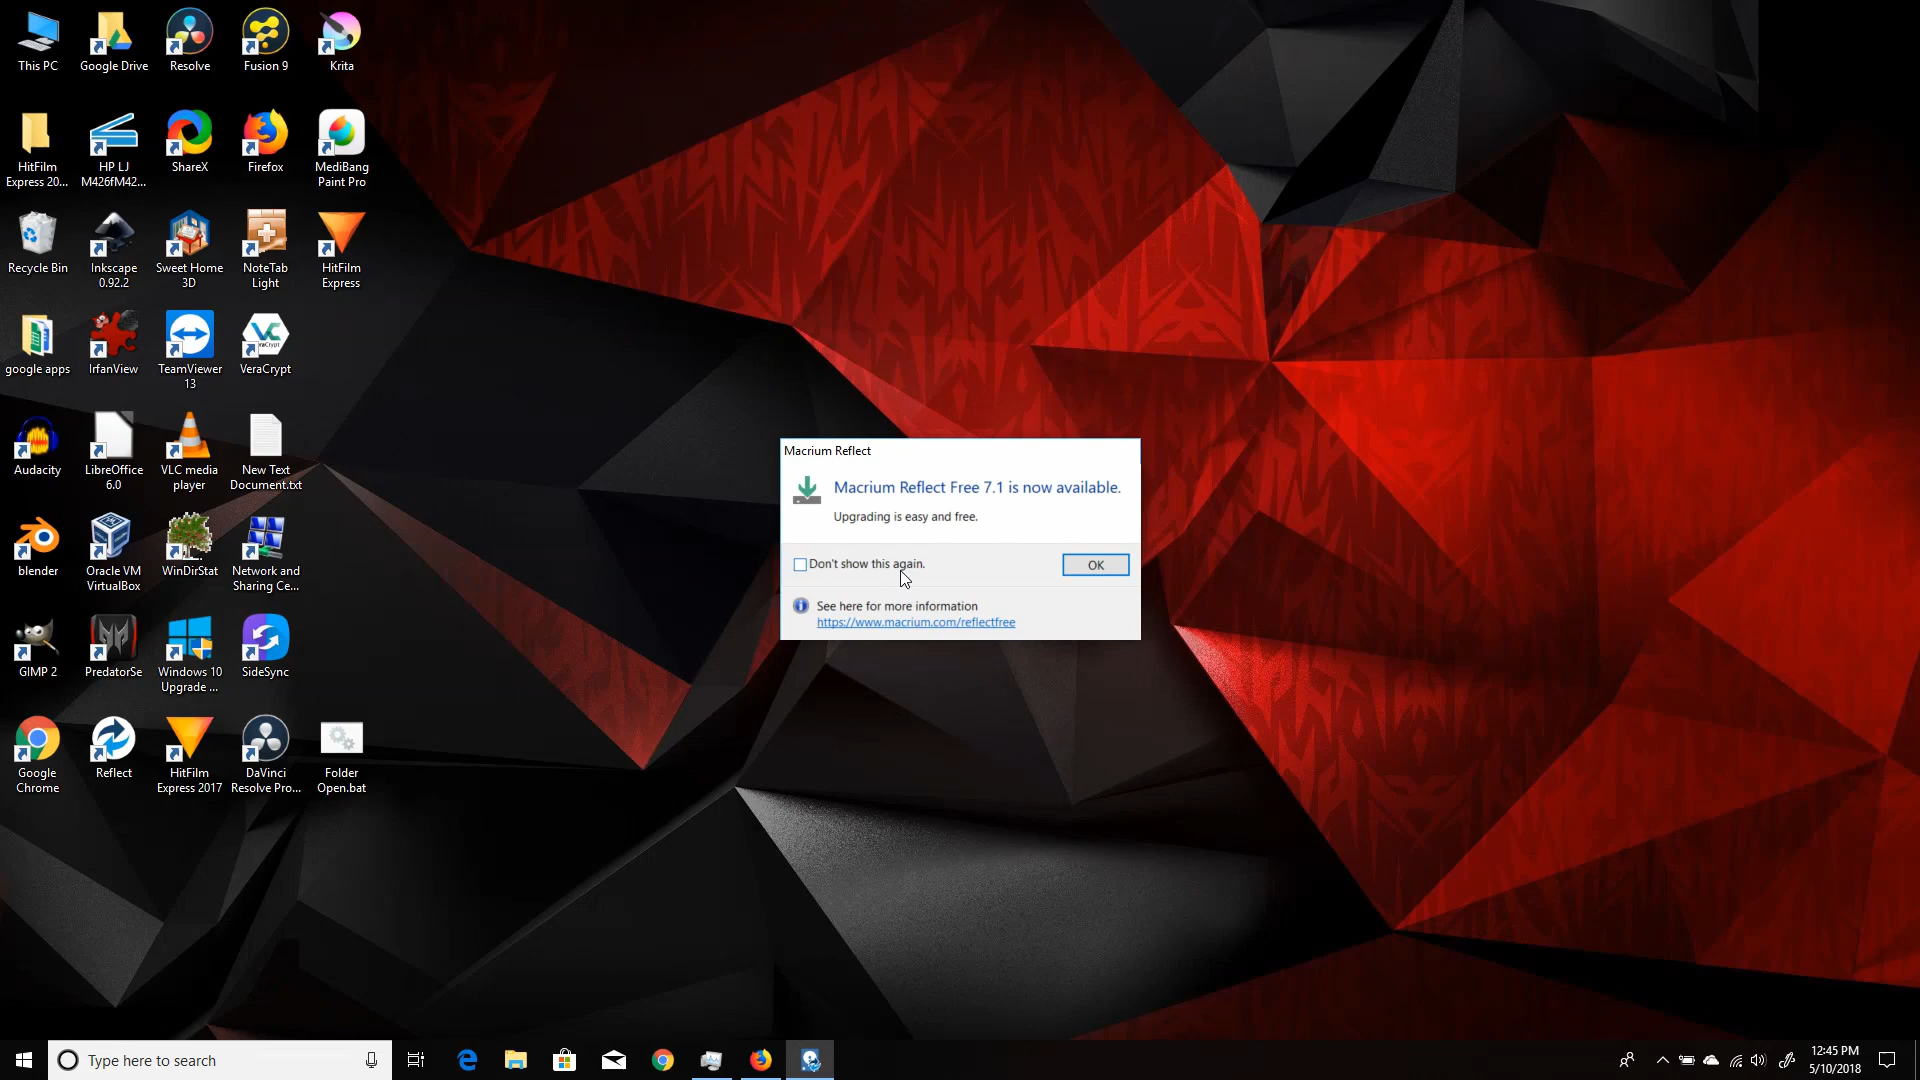 This PC
Google Drive
Resolve
Fusion 9
Krita
HitFilm
Express 20...
HP LJ
M426fM42...
ShareX
Firefox
MediBang
Paint Pro
Recycle Bin
Inkscape
0.92.2
Sweet Home
3D
NoteTab
Light
HitFilm
Express
google apps
IrfanView
TeamViewer
13
VeraCrypt
Audacity
LibreOffice
6.0
VLC media
player
New Text
Document.txt
blender
Oracle VM
VirtualBox
WinDirStat
Network and
Sharing Ce...
GIMP 2
PredatorSe
Windows 10
Upgrade ...
SideSync
Google
Chrome
Reflect
HitFilm
Express 2017
DaVinci
Resolve Pro...
Folder
Open.bat
Macrium Reflect
Macrium Reflect Free 7.1 is now available.
Upgrading is easy and free.
Don't show this again.
OK
See here for more information
https://www.macrium.com/reflectfree
Type here to search
12:45 PM
5/10/2018